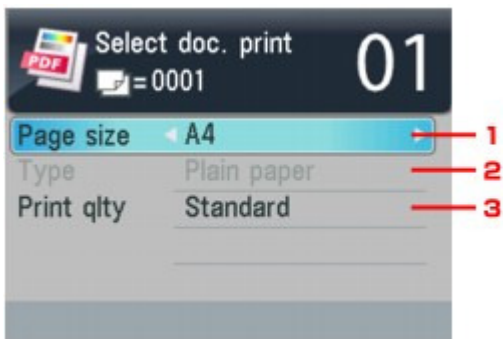 PDF
Select doc. print
=0001
01
Page size A4 1
Type Plain paper 2
Print qlty Standard 3